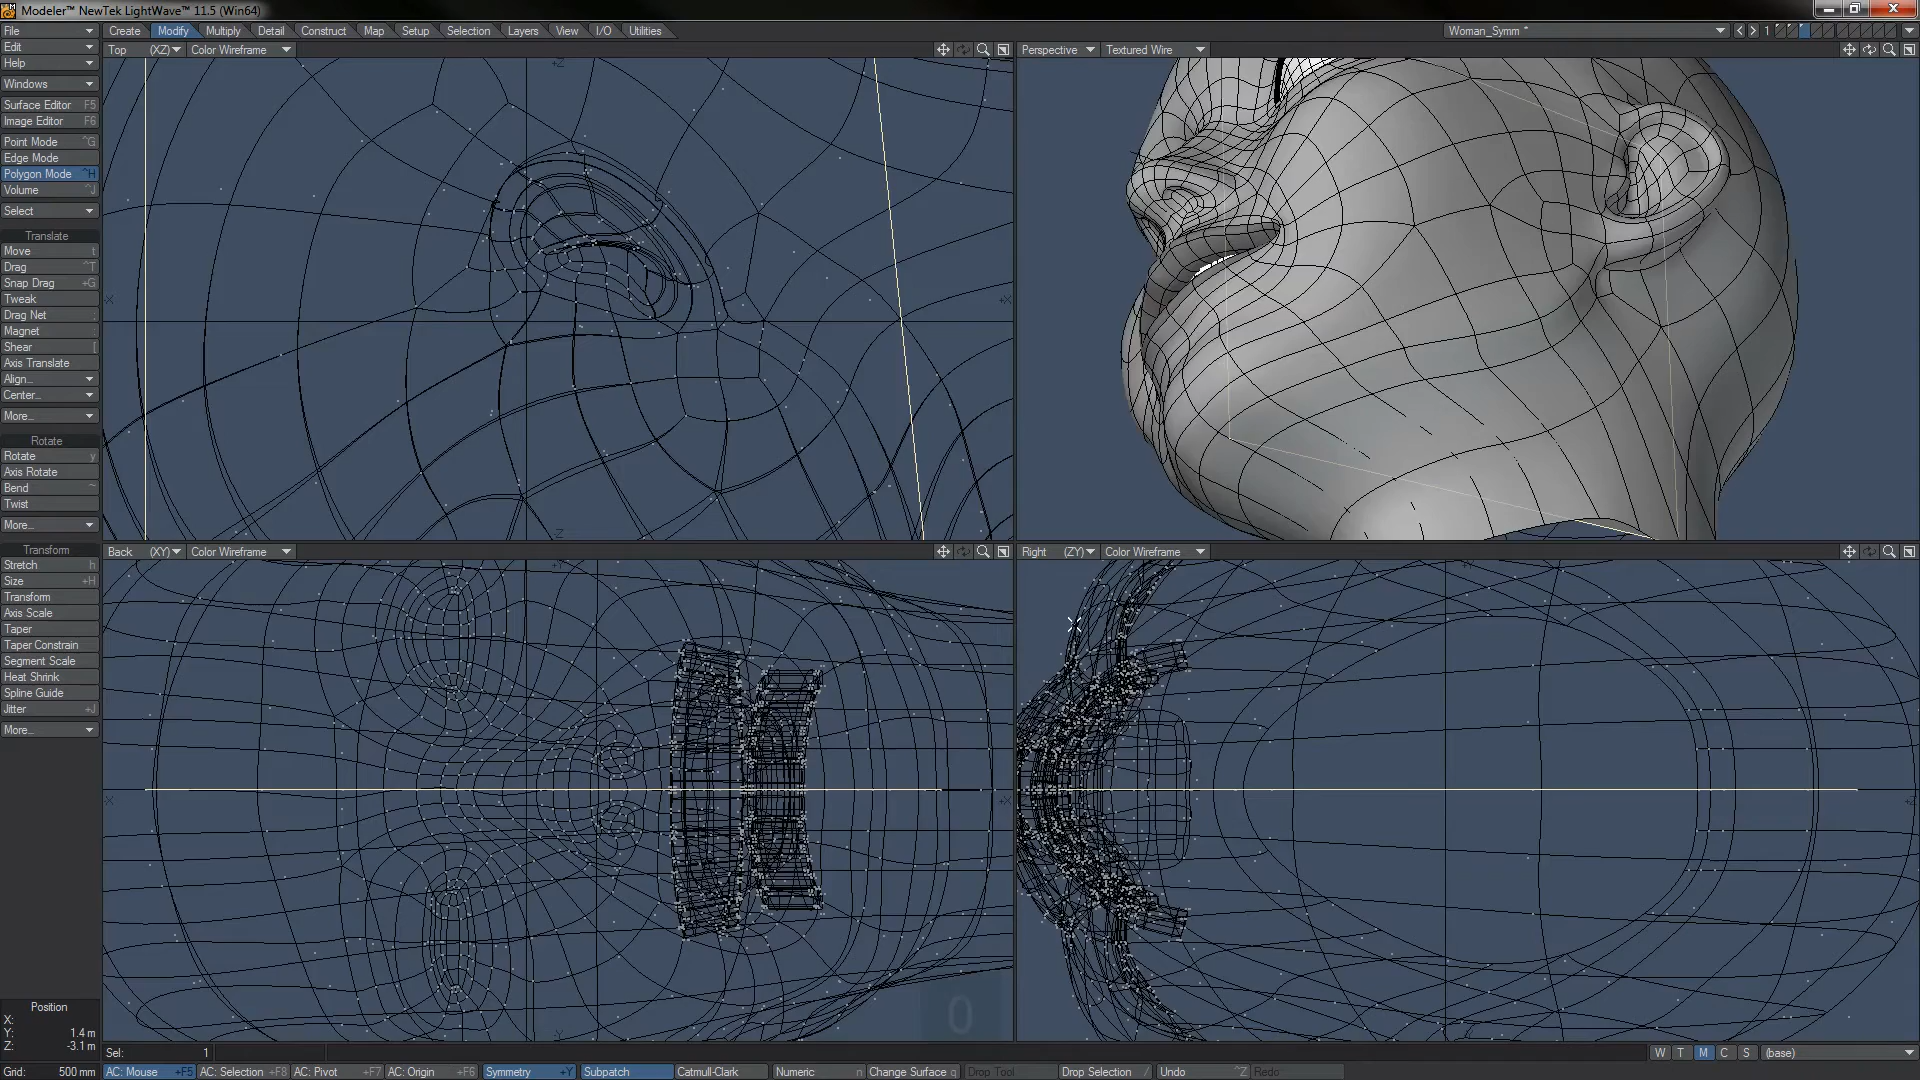 Modeler™ NewTek LightWave™ 11.5 (Win64)
File
Edit
Help
Windows
Surface Editor F5
Image Editor F6
Point Mode ^G
Edge Mode
Polygon Mode ^H
Volume ^J
Select
Translate
Move t
Drag ^T
Snap Drag +G
Tweak
Drag Net ;
Magnet :
Shear [
Axis Translate
Align...
Center...
More...
Rotate
Rotate y
Axis Rotate
Bend ~
Twist
More...
Transform
Stretch h
Size +H
Transform
Axis Scale
Taper
Taper Constrain
Segment Scale
Heat Shrink
Spline Guide
Jitter +J
More...
Position
X:
Y: 1.4 m
Z: -3.1 m
Grid: 500 mm
Create Modify Multiply Detail Construct Map Setup Selection Layers View I/O Utilities
Woman_Symm * 1
Top (XZ) Color Wireframe
Perspective Textured Wire
Back (XY) Color Wireframe
Right (ZY) Color Wireframe
0
Sel: 1
W T M C S (base)
AC: Mouse +F5 AC: Selection +F8 AC: Pivot +F7 AC: Origin +F6 Symmetry +Y Subpatch Catmull-Clark Numeric n Change Surface q Drop Tool Drop Selection / Undo ^Z Redo